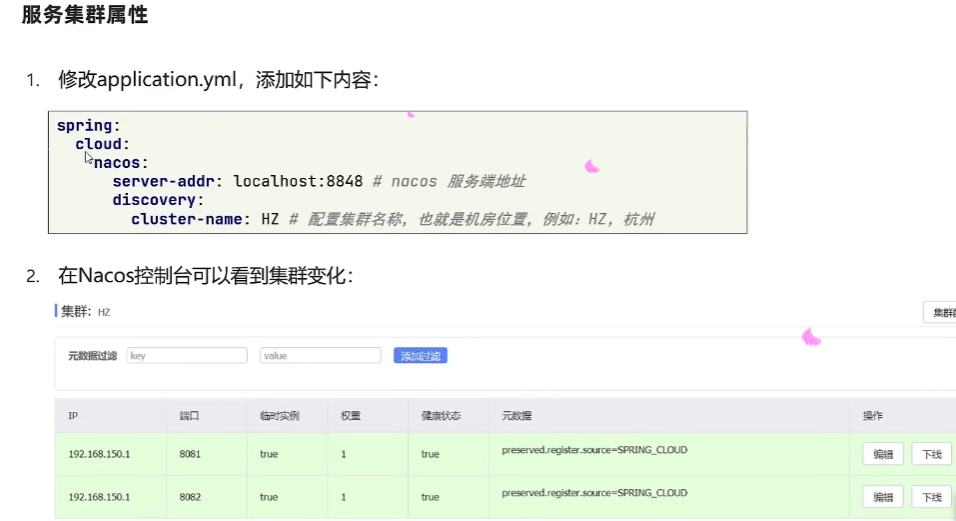 服务集群属性
1. 修改application.yml，添加如下内容：
spring:
cloud:
nacos:
server-addr: localhost:8848 # nacos 服务端地址
discovery:
cluster-name: HZ # 配置集群名称，也就是机房位置，例如：HZ，杭州
2. 在Nacos控制台可以看到集群变化：
集群： HZ 集群
元数据过滤 key value 添加过滤
IP 端口 临时实例 权重 健康状态 元数据 操作
192.168.150.1 8081 true 1 true preserved.register.source=SPRING_CLOUD 编辑 下线
192.168.150.1 8082 true 1 true preserved.register.source=SPRING_CLOUD 编辑 下线